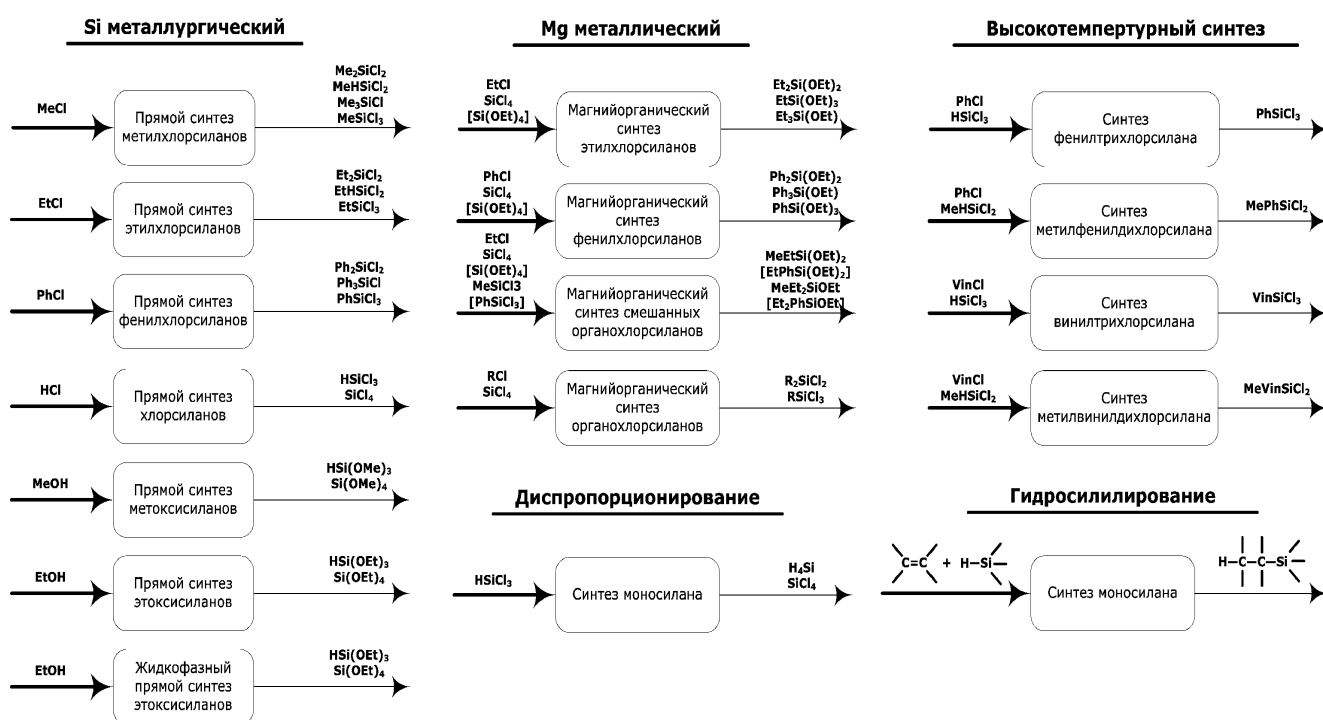 Si металлургический
MeCl
Прямой синтез
метилхлорсиланов
Me₂SiCl₂
MeHSiCl₂
Me₃SiCl
MeSiCl₃
EtCl
Прямой синтез
этилхлорсиланов
Et₂SiCl₂
EtHSiCl₂
EtSiCl₃
PhCl
Прямой синтез
фенилхлорсиланов
Ph₂SiCl₂
Ph₃SiCl
PhSiCl₃
HCl
Прямой синтез
хлорсиланов
HSiCl₃
SiCl₄
MeOH
Прямой синтез
метоксисиланов
HSi(OMe)₃
Si(OMe)₄
EtOH
Прямой синтез
этоксисиланов
HSi(OEt)₃
Si(OEt)₄
EtOH
Жидкофазный
прямой синтез
этоксисиланов
HSi(OEt)₃
Si(OEt)₄
Mg металлический
EtCl
SiCl₄
[Si(OEt)₄]
Магнийорганический
синтез
этилхлорсиланов
Et₂Si(OEt)₂
EtSi(OEt)₃
Et₃Si(OEt)
PhCl
SiCl₄
[Si(OEt)₄]
Магнийорганический
синтез
фенилхлорсиланов
Ph₂Si(OEt)₂
Ph₃Si(OEt)
PhSi(OEt)₃
EtCl
SiCl₄
[Si(OEt)₄]
MeSiCl3
[PhSiCl₃]
Магнийорганический
синтез смешанных
органохлорсиланов
MeEtSi(OEt)₂
[EtPhSi(OEt)₂]
MeEt₂SiOEt
[Et₂PhSiOEt]
RCl
SiCl₄
Магнийорганический
синтез
органохлорсиланов
R₂SiCl₂
RSiCl₃
Диспропорционирование
HSiCl₃
Синтез моносилана
H₄Si
SiCl₄
Высокотемпертурный синтез
PhCl
HSiCl₃
Синтез
фенилтрихлорсилана
PhSiCl₃
PhCl
MeHSiCl₂
Синтез
метилфенилдихлорсилана
MePhSiCl₂
VinCl
HSiCl₃
Синтез
винилтрихлорсилана
VinSiCl₃
VinCl
MeHSiCl₂
Синтез
метилвинилдихлорсилана
MeVinSiCl₂
Гидросилилирование
C=C + H-Si
Синтез моносилана
H-C-C-Si